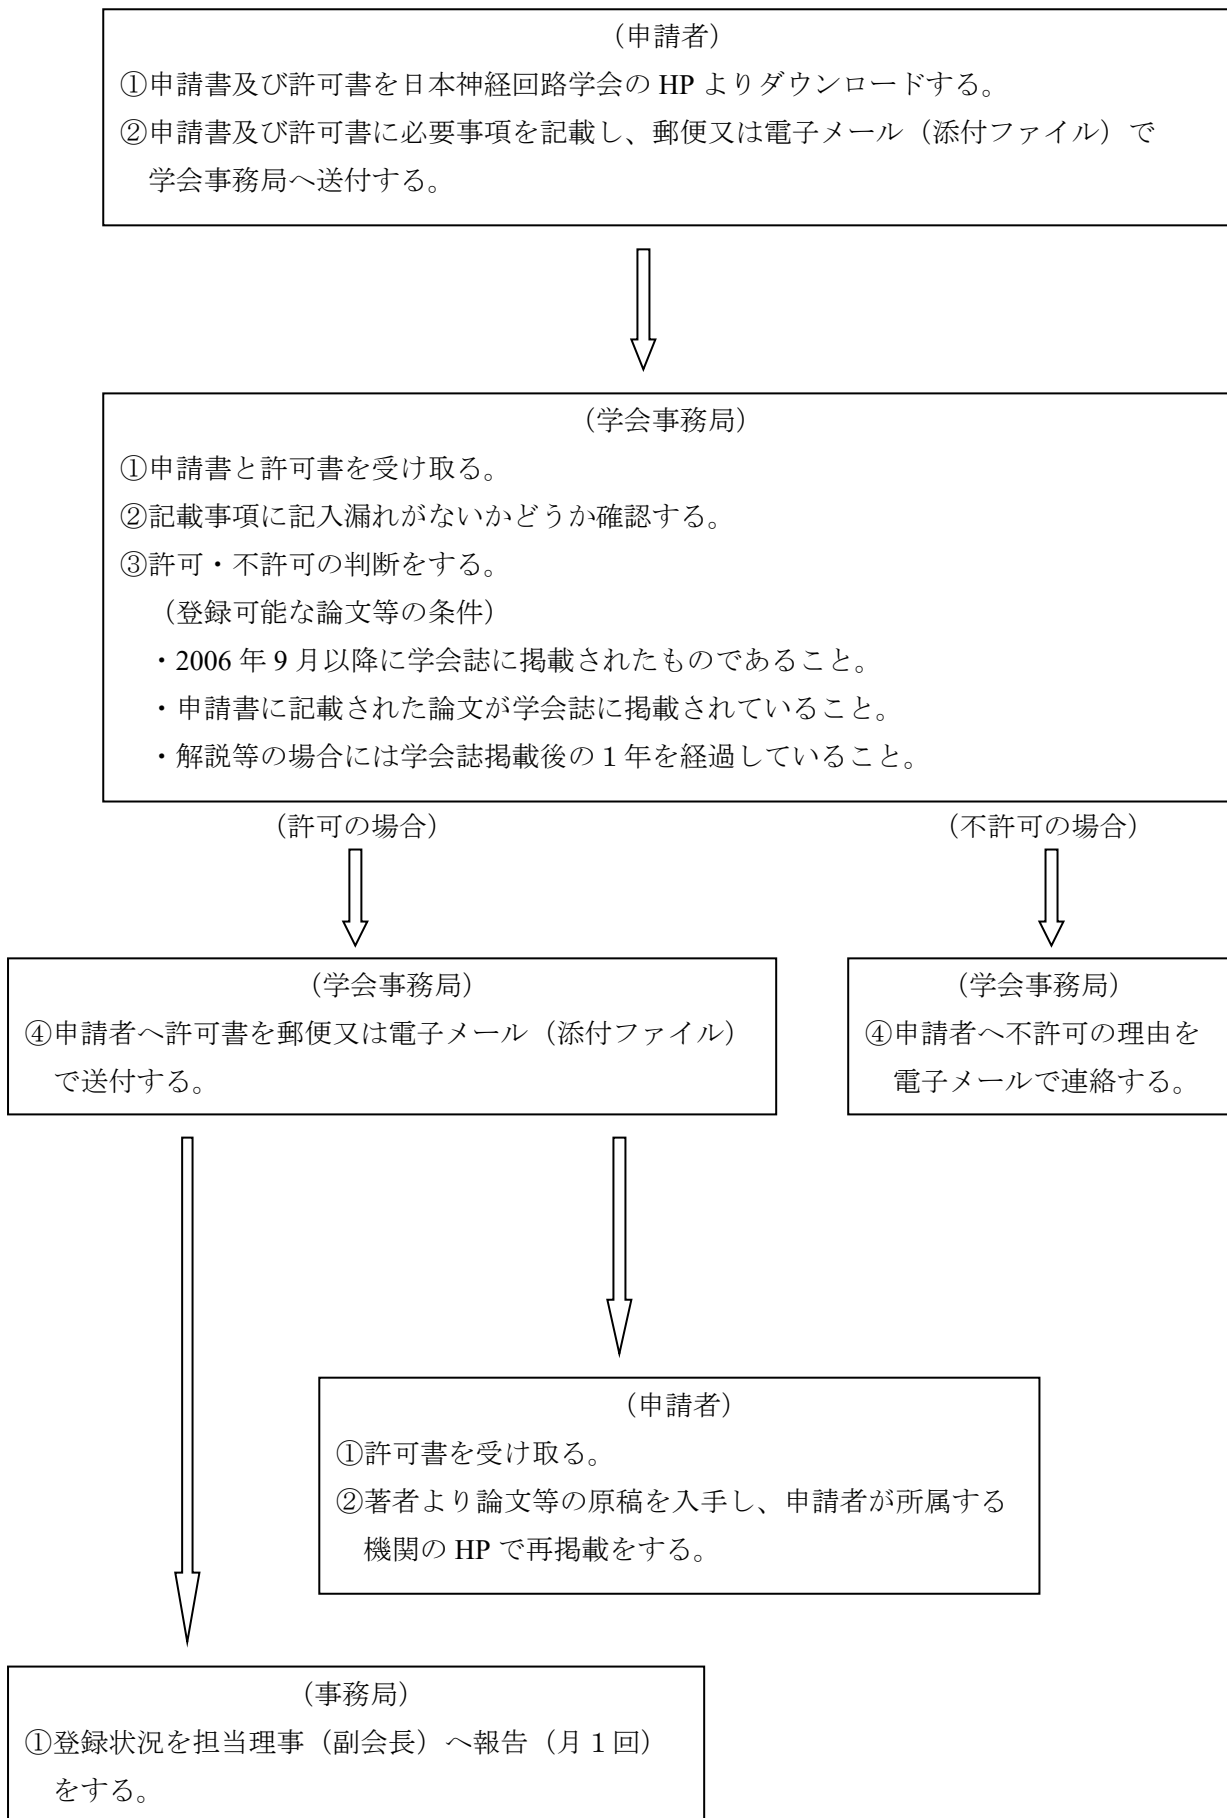 （申請者）
①申請書及び許可書を日本神経回路学会の HP よりダウンロードする。
②申請書及び許可書に必要事項を記載し、郵便又は電子メール（添付ファイル）で
学会事務局へ送付する。
（学会事務局）
①申請書と許可書を受け取る。
②記載事項に記入漏れがないかどうか確認する。
③許可・不許可の判断をする。
（登録可能な論文等の条件）
・2006 年 9 月以降に学会誌に掲載されたものであること。
・申請書に記載された論文が学会誌に掲載されていること。
・解説等の場合には学会誌掲載後の１年を経過していること。
（許可の場合）
（不許可の場合）
（学会事務局）
④申請者へ許可書を郵便又は電子メール（添付ファイル）
で送付する。
（学会事務局）
④申請者へ不許可の理由を
電子メールで連絡する。
（申請者）
①許可書を受け取る。
②著者より論文等の原稿を入手し、申請者が所属する
機関の HP で再掲載をする。
（事務局）
①登録状況を担当理事（副会長）へ報告（月１回）
をする。